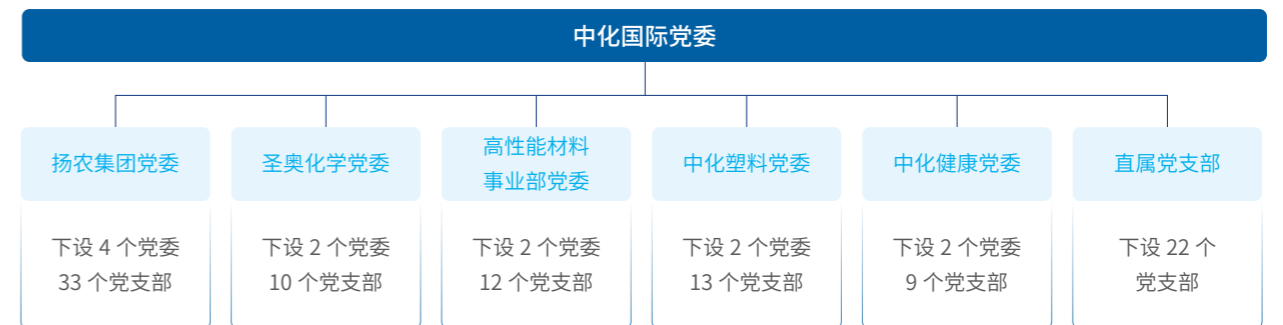 中化国际党委
扬农集团党委
下设 4 个党委
33 个党支部
圣奥化学党委
下设 2 个党委
10 个党支部
高性能材料
事业部党委
下设 2 个党委
12 个党支部
中化塑料党委
下设 2 个党委
13 个党支部
中化健康党委
下设 2 个党委
9 个党支部
直属党支部
下设 22 个
党支部